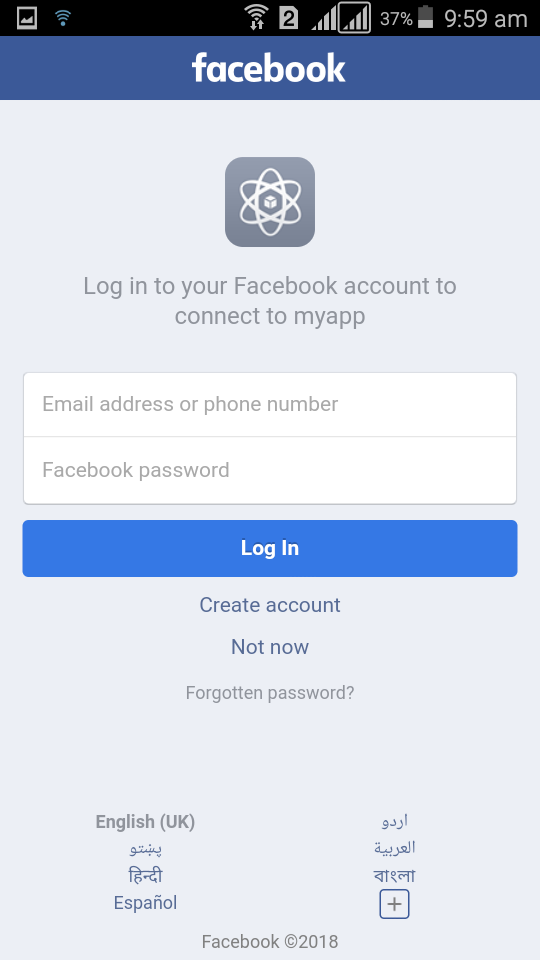 2 37% 9:59 am
facebook
Log in to your Facebook account to
connect to myapp
Email address or phone number
Facebook password
Log In
Create account
Not now
Forgotten password?
English (UK) اردو
پښتو العربية
हिन्दी বাংলা
Español +
Facebook ©2018